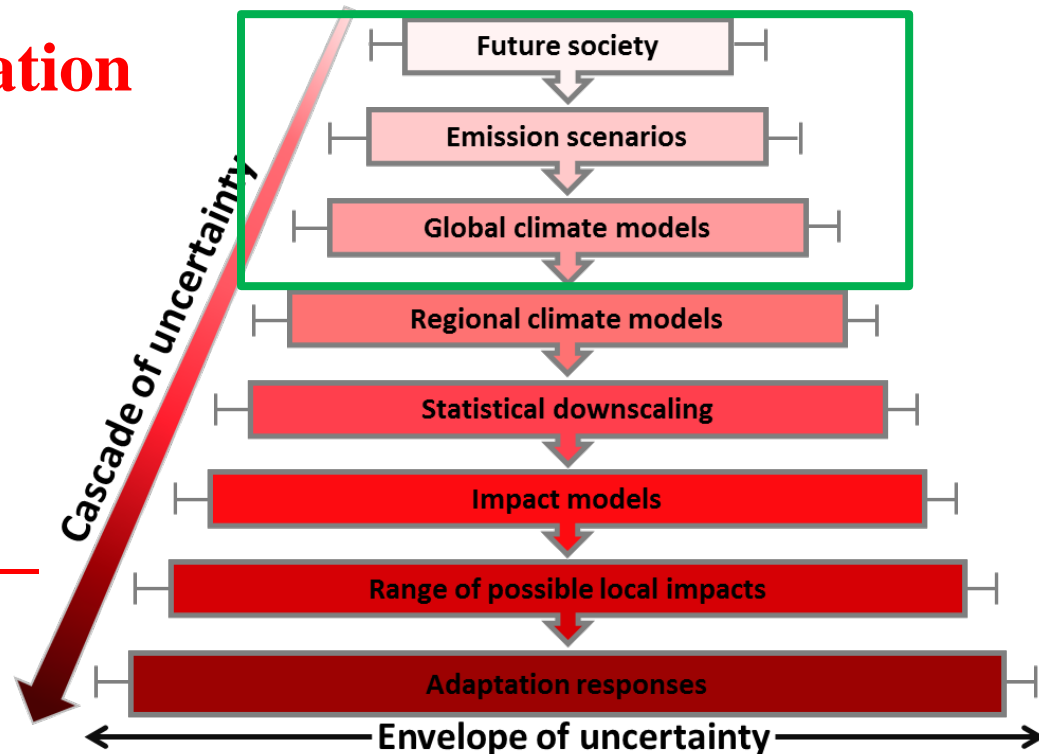 ation
Future society
Emission scenarios
Global climate models
Regional climate models
Statistical downscaling
Impact models
Range of possible local impacts
Adaptation responses
Cascade of uncertainty
Envelope of uncertainty